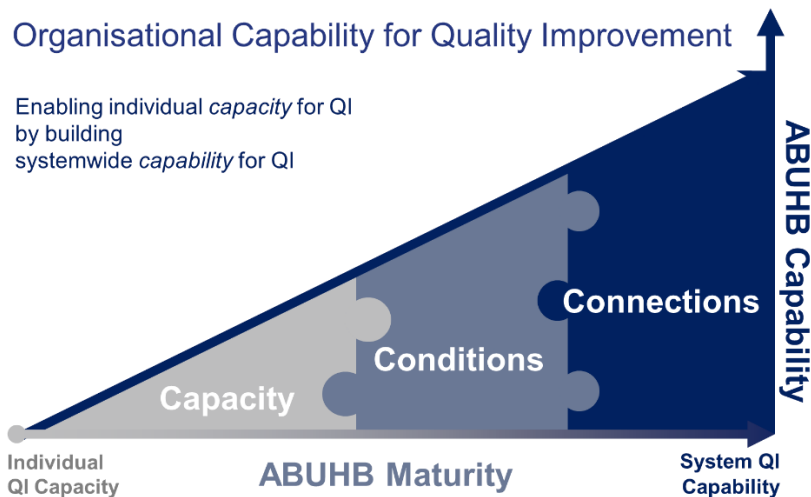 Organisational Capability for Quality Improvement
Enabling individual capacity for QI
by building
systemwide capability for QI
ABUHB Capability
Connections
Conditions
Capacity
Individual
QI Capacity
ABUHB Maturity
System QI
Capability